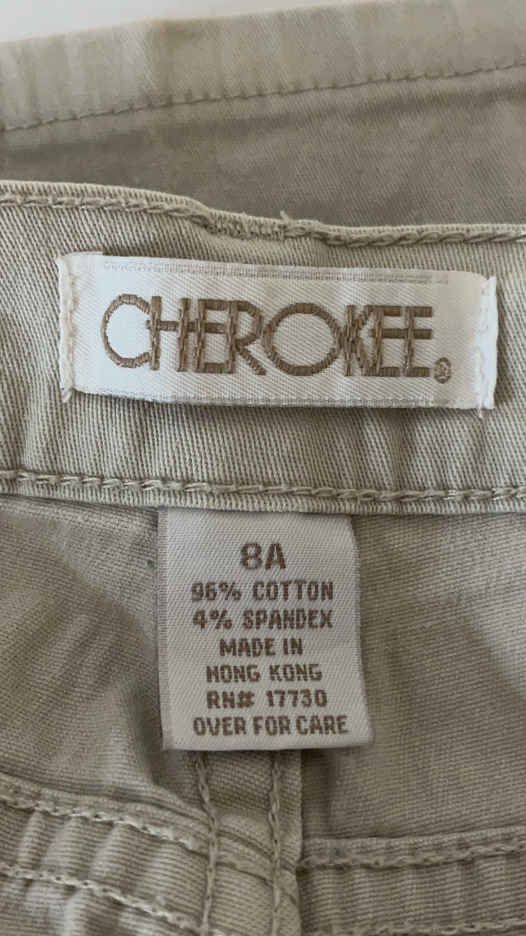 CHEROKEE®
8A
96% COTTON
4% SPANDEX
MADE IN
HONG KONG
RN# 17730
OVER FOR CARE